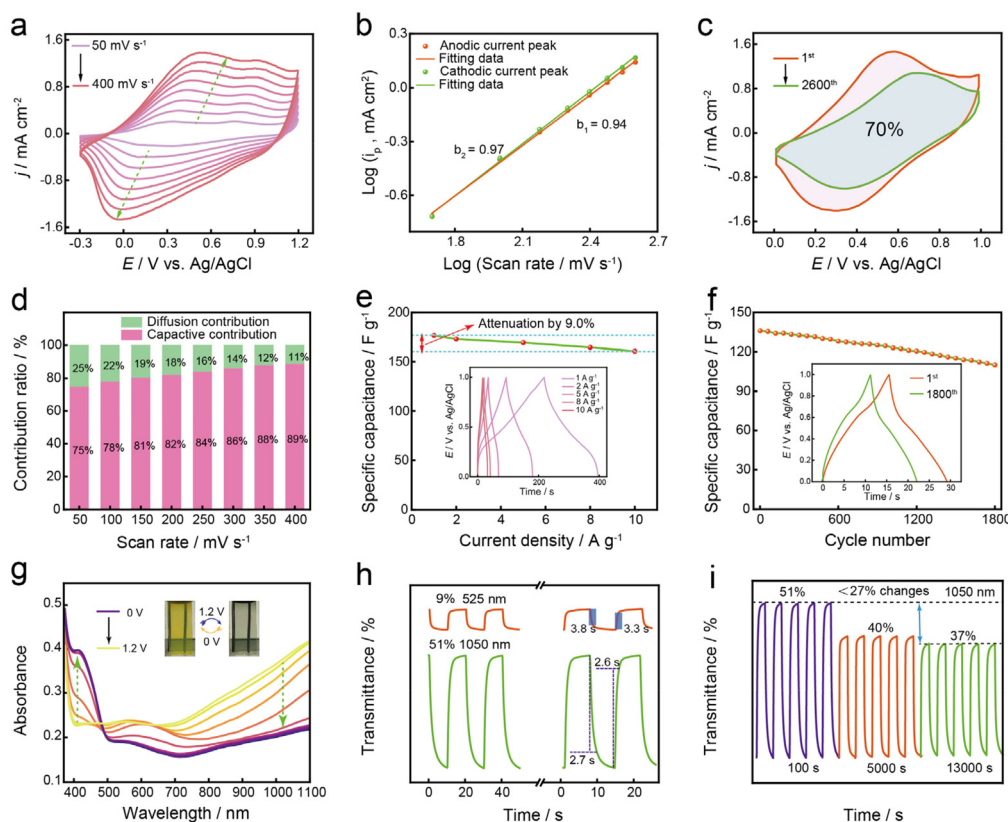 a
50 mV s⁻¹
400 mV s⁻¹
j / mA cm⁻²
1.6
0.8
0.0
-0.8
-1.6
-0.3 0.0 0.3 0.6 0.9 1.2
E / V vs. Ag/AgCl
b
Anodic current peak
Fitting data
Cathodic current peak
Fitting data
b₁ = 0.94
b₂ = 0.97
Log (iₚ , mA cm⁻²)
0.3
0.0
-0.3
-0.6
1.8 2.1 2.4 2.7
Log (Scan rate / mV s⁻¹)
c
1ˢᵗ
2600ᵗʰ
70%
j / mA cm⁻²
1.6
0.8
0.0
-0.8
-1.6
0.0 0.2 0.4 0.6 0.8 1.0
E / V vs. Ag/AgCl
d
Diffusion contribution
Capactive contribution
Contribution ratio / %
120
100
80
60
40
20
0
25% 22% 19% 18% 16% 14% 12% 11%
75% 78% 81% 82% 84% 86% 88% 89%
50 100 150 200 250 300 350 400
Scan rate / mV s⁻¹
e
Attenuation by 9.0%
Specific capacitance / F g⁻¹
200
150
100
50
0
1 A g⁻¹
2 A g⁻¹
5 A g⁻¹
8 A g⁻¹
10 A g⁻¹
E / V vs. Ag/AgCl
1.0
0.8
0.6
0.4
0.2
0.0
0 200 400
Time / s
0 2 4 6 8 10
Current density / A g⁻¹
f
Specific capacitance / F g⁻¹
150
120
90
60
30
0
1ˢᵗ
1800ᵗʰ
E / V vs. Ag/AgCl
1.0
0.8
0.6
0.4
0.2
0.0
0 5 10 15 20 25 30
Time / s
0 600 1200 1800
Cycle number
g
0 V
1.2 V
1.2 V
0 V
Absorbance
0.5
0.4
0.3
0.2
0.1
400 500 600 700 800 900 1000 1100
Wavelength / nm
h
9% 525 nm
3.8 s 3.3 s
51% 1050 nm
2.6 s
2.7 s
Transmittance / %
0 20 40 0 10 20
Time / s
i
51% <27% changes 1050 nm
40%
37%
100 s 5000 s 13000 s
Transmittance / %
Time / s